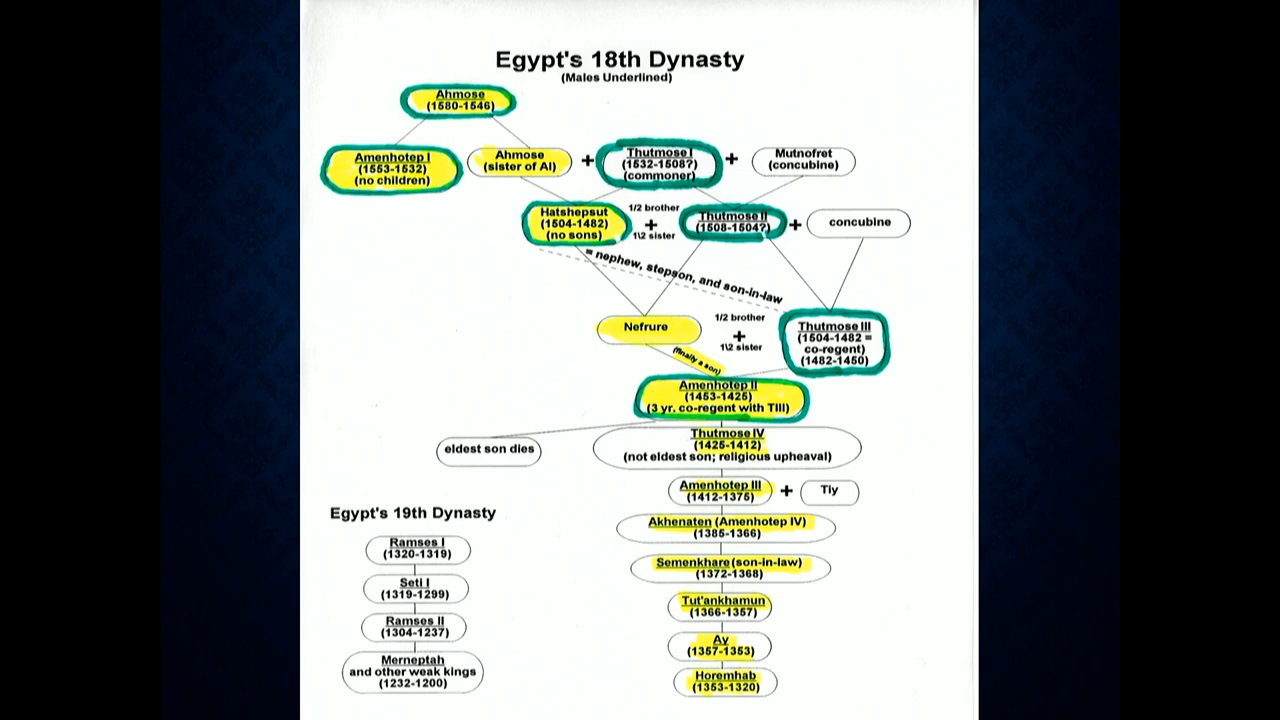 Egypt's 18th Dynasty
(Males Underlined)
Ahmose
(1580-1546)
Amenhotep I
(1553-1532)
(no children)
Ahmose
(sister of AI)
+
Thutmose I
(1532-1508?)
(commoner)
+
Mutnofret
(concubine)
Hatshepsut
(1504-1482)
(no sons)
1/2 brother
+
1\2 sister
Thutmose II
(1508-1504?)
+
concubine
= nephew, stepson, and son-in-law
Nefrure
1/2 brother
+
1\2 sister
Thutmose III
(1504-1482 =
co-regent)
(1482-1450)
(finally a son)
Amenhotep II
(1453-1425)
(3 yr. co-regent with TIII)
eldest son dies
Thutmose IV
(1425-1412)
(not eldest son; religious upheaval)
Amenhotep III
(1412-1375)
+
Tiy
Akhenaten (Amenhotep IV)
(1385-1366)
Semenkhare (son-in-law)
(1372-1368)
Tut'ankhamun
(1366-1357)
Ay
(1357-1353)
Horemhab
(1353-1320)
Egypt's 19th Dynasty
Ramses I
(1320-1319)
Seti I
(1319-1299)
Ramses II
(1304-1237)
Merneptah
and other weak kings
(1232-1200)